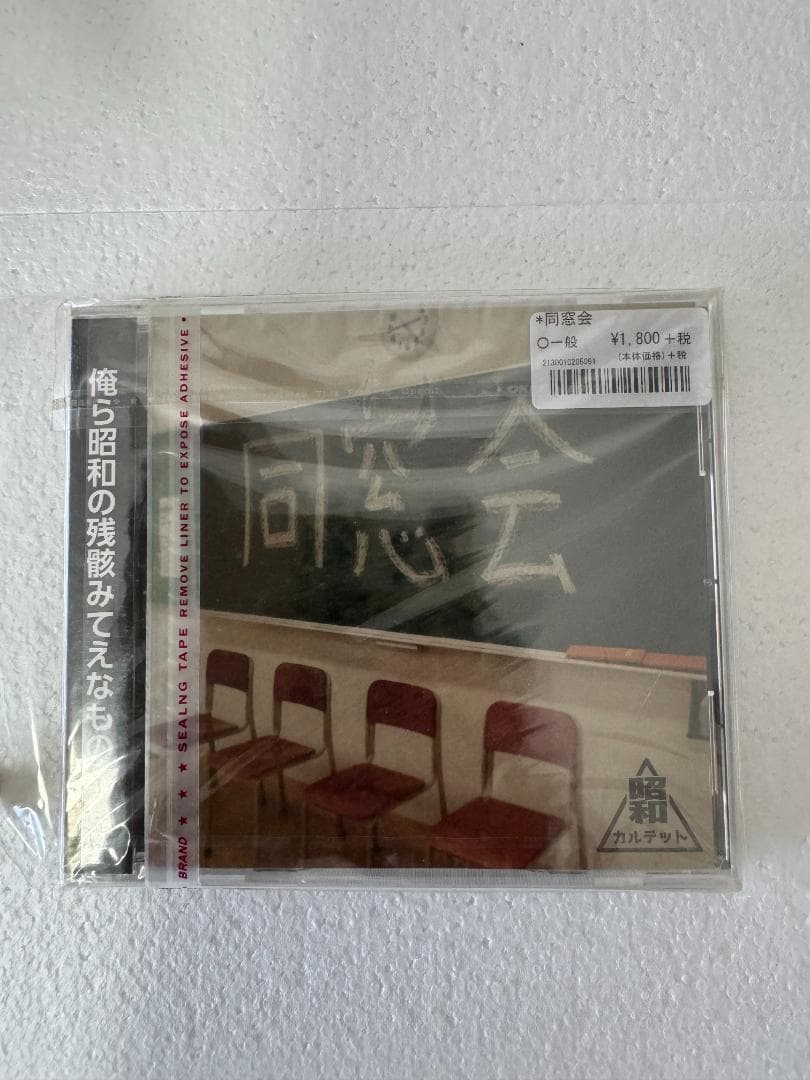 *同窓会
〇一般 ¥1,800+税
2130010205091 (本体価格)+税
同窓会
俺ら昭和の残骸みてえなもの
BRAND ★ ★ ★ SEALNG TAPE REMOVE LINER TO EXPOSE ADHESIVE •
昭和
カルテット